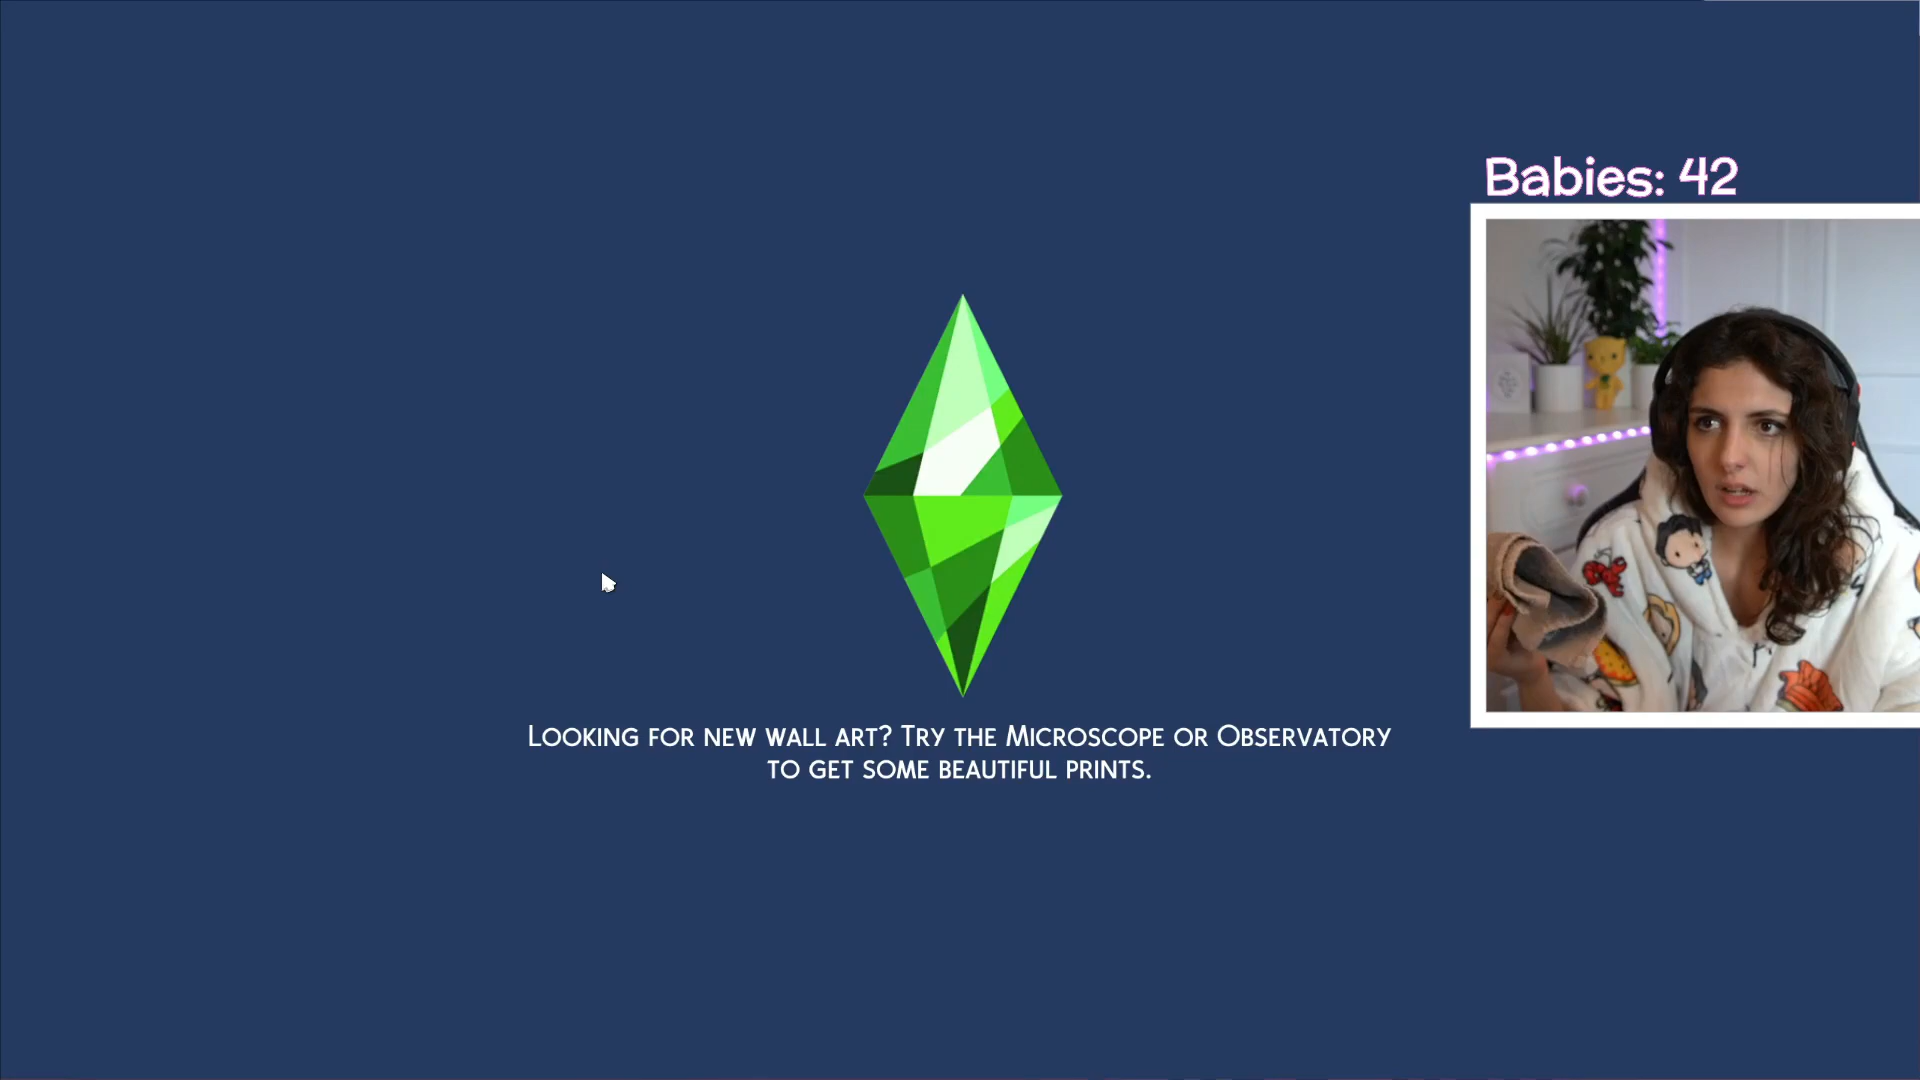 Babies: 42
Looking for new wall art? Try the Microscope or Observatory
to get some beautiful prints.